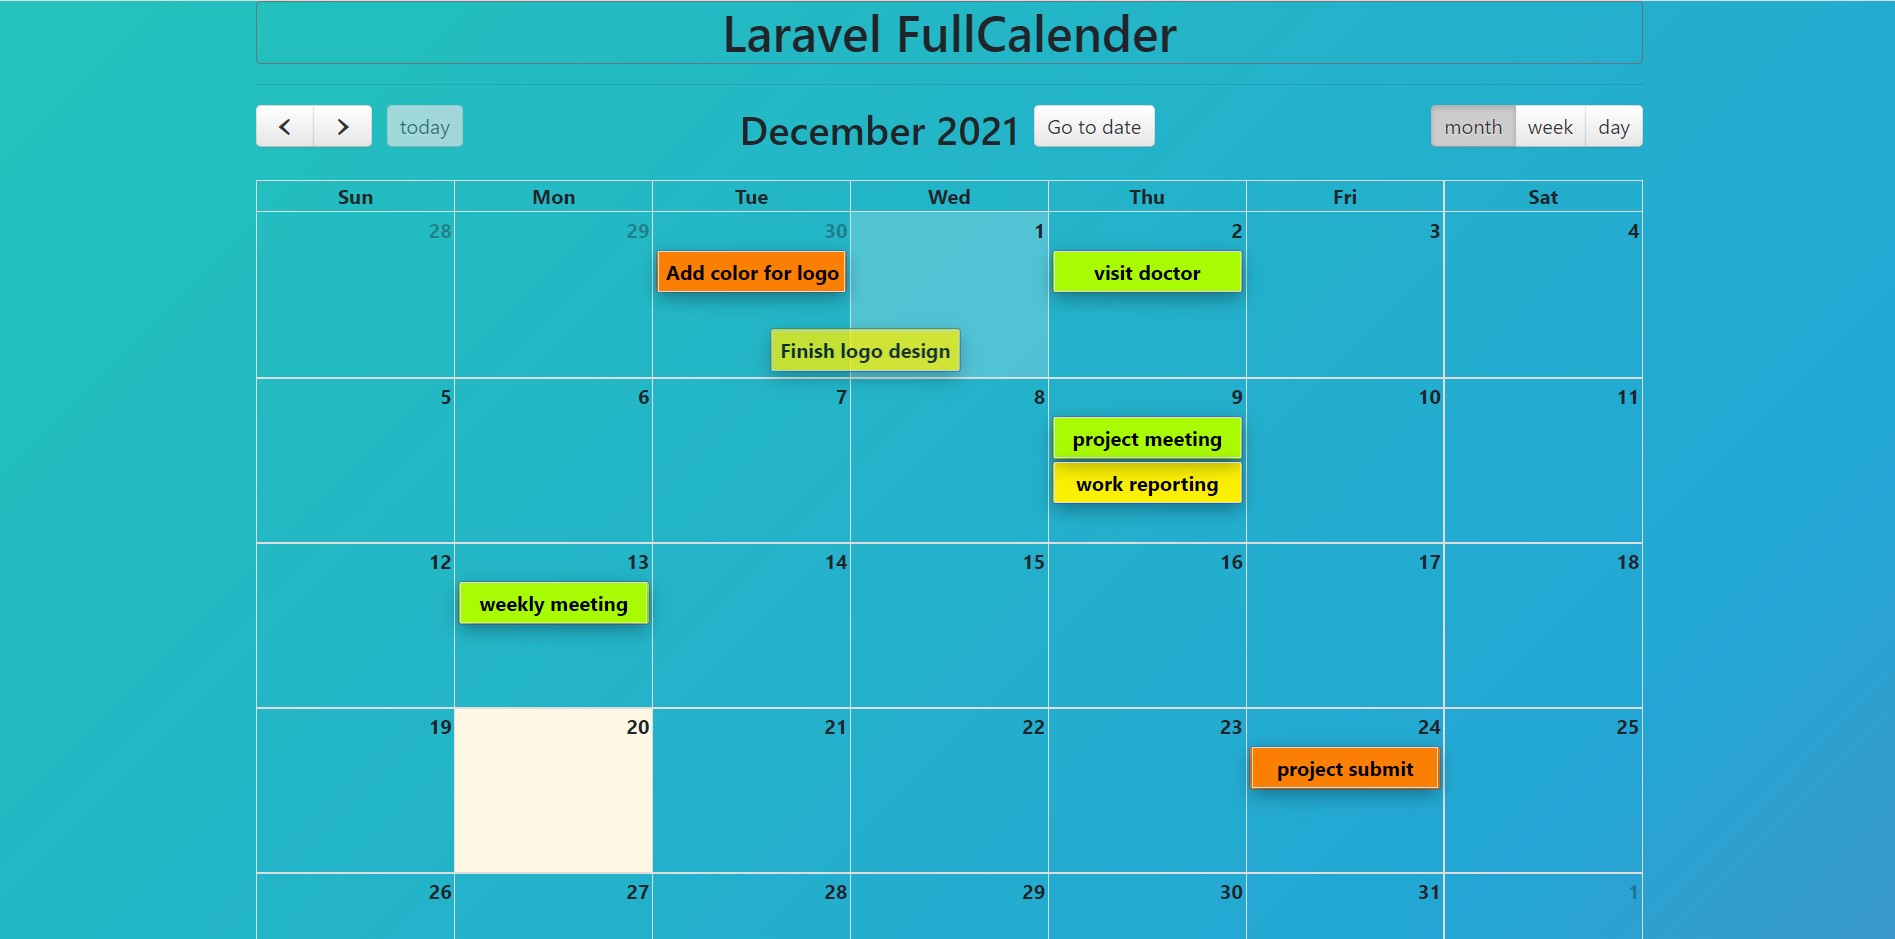 Laravel FullCalender
today
December 2021
Go to date
month week day
Sun Mon Tue Wed Thu Fri Sat
28 29 30 1 2 3 4
Add color for logo visit doctor
Finish logo design
5 6 7 8 9 10 11
project meeting
work reporting
12 13 14 15 16 17 18
weekly meeting
19 20 21 22 23 24 25
project submit
26 27 28 29 30 31 1